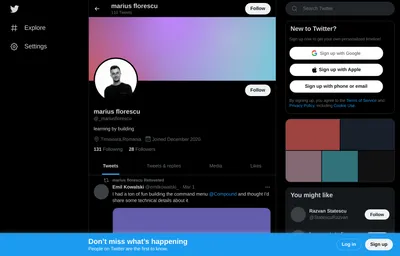 marius florescu
Follow
Search Twitter
Explore
Settings
New to Twitter?
Sign up now to get your own personalized timeline!
Sign up with Google
Sign up with Apple
Sign up with phone or email
By signing up, you agree to the Terms of Service and
Privacy Policy, including Cookie Use.
Follow
marius florescu
learning by building
Timisoara, Romania Joined December 2020
131 Following 28 Followers
Tweets Tweets & replies Media Likes
marius florescu Retweeted
Emil Kowalski @emilkowalski_ · Mar 1
I had a ton of fun building the command menu @Compound and thought I'd
share some technical details about it
You might like
Razvan Statescu
Follow
Don't miss what's happening
People on Twitter are the first to know.
Log in
Sign up